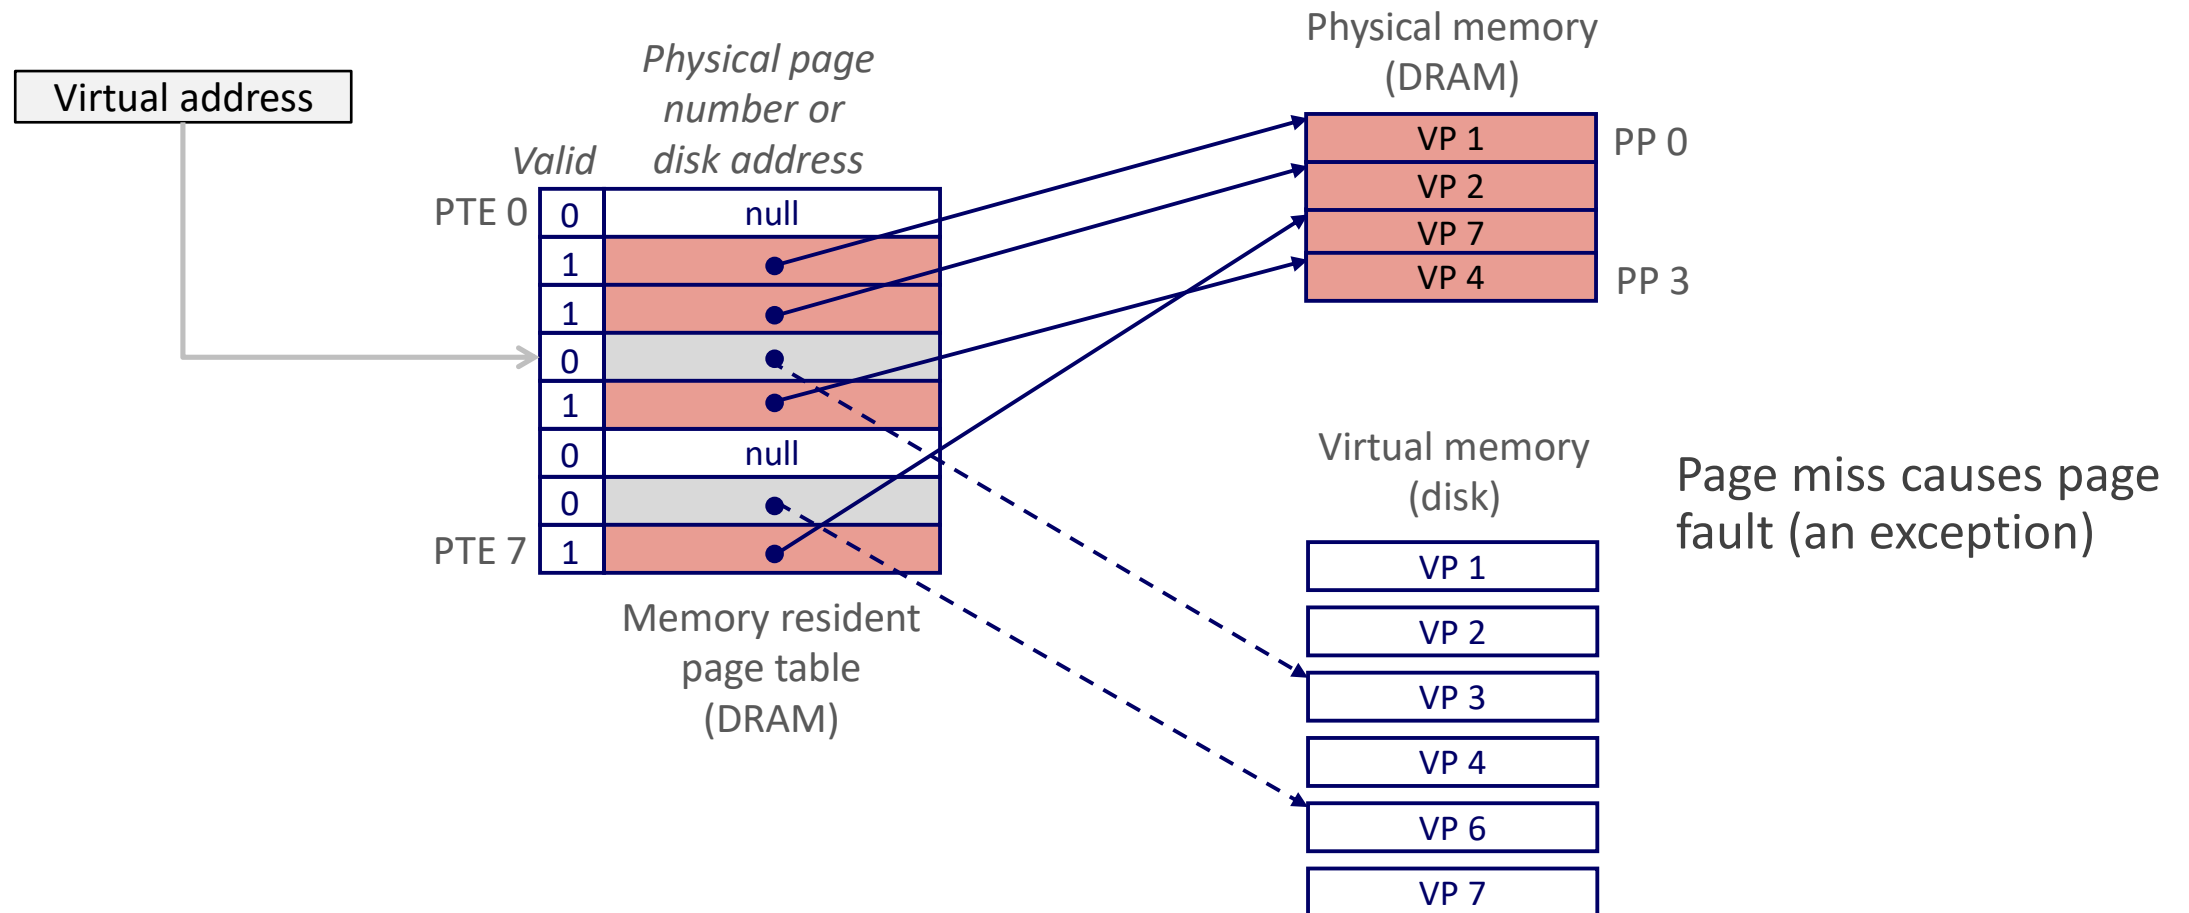 Virtual address
Physical page
number or
disk address
Valid
PTE 0
0
null
1
1
0
1
0
null
0
PTE 7
1
Memory resident
page table
(DRAM)
Physical memory
(DRAM)
VP 1
PP 0
VP 2
VP 7
VP 4
PP 3
Virtual memory
(disk)
VP 1
VP 2
VP 3
VP 4
VP 6
VP 7
Page miss causes page
fault (an exception)